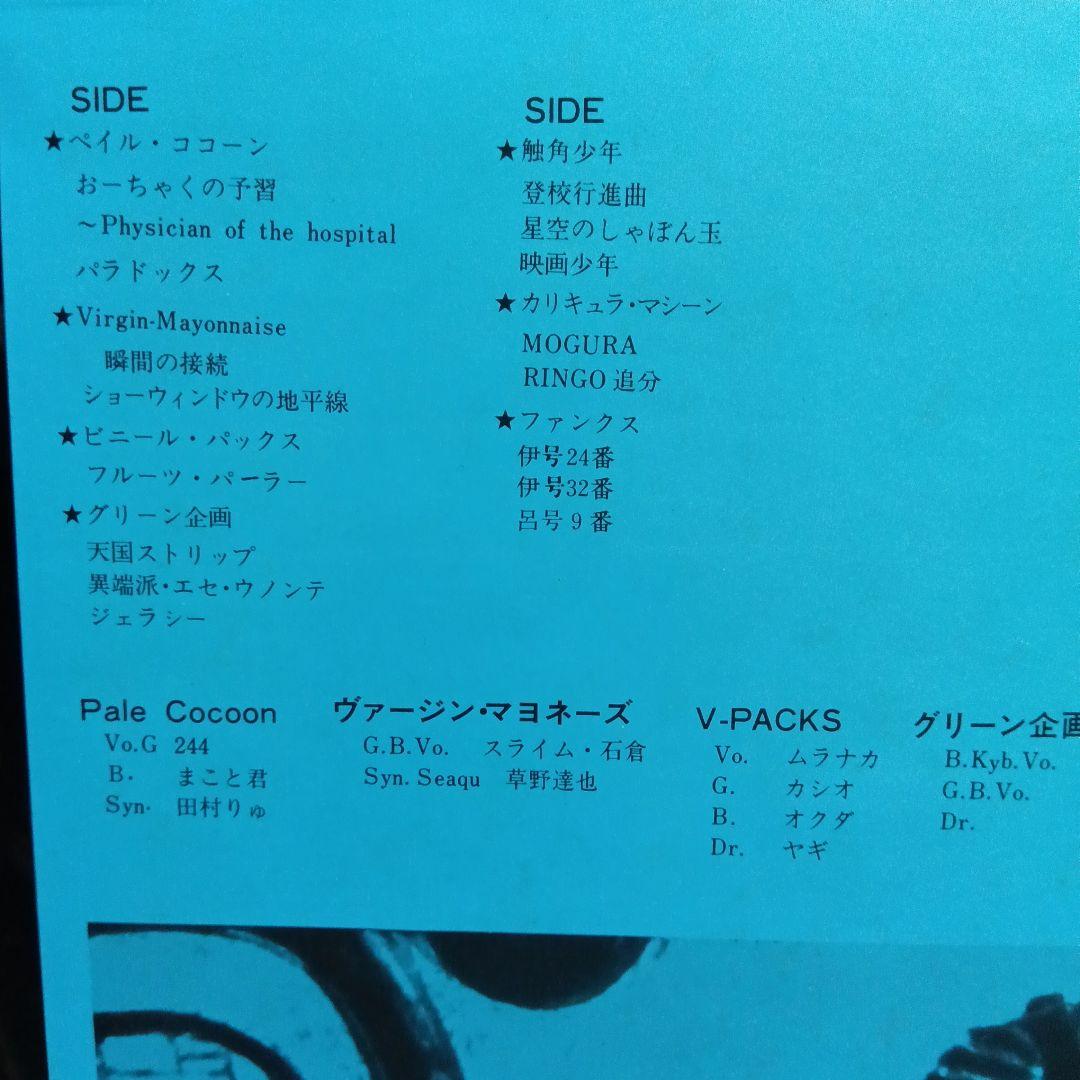 SIDE
★ペイル・ココーン
おーちゃくの予習
～Physician of the hospital
パラドックス
★Virgin-Mayonnaise
瞬間の接続
ショーウィンドウの地平線
★ビニール・パックス
フルーツ・パーラー
★グリーン企画
天国ストリップ
異端派・エセ・ウノンテ
ジェラシー
SIDE
★触角少年
登校行進曲
星空のしゃぼん玉
映画少年
★カリキュラ・マシーン
MOGURA
RINGO追分
★ファンクス
伊号24番
伊号32番
呂号9番
Pale Cocoon
Vo.G 244
B. まこと君
Syn. 田村りゅ
ヴァージン・マヨネーズ
G.B.Vo. スライム・石倉
Syn. Seaqu 草野達也
V-PACKS
Vo. ムラナカ
G. カシオ
B. オクダ
Dr. ヤギ
グリーン企画
B.Kyb.Vo.
G.B.Vo.
Dr.